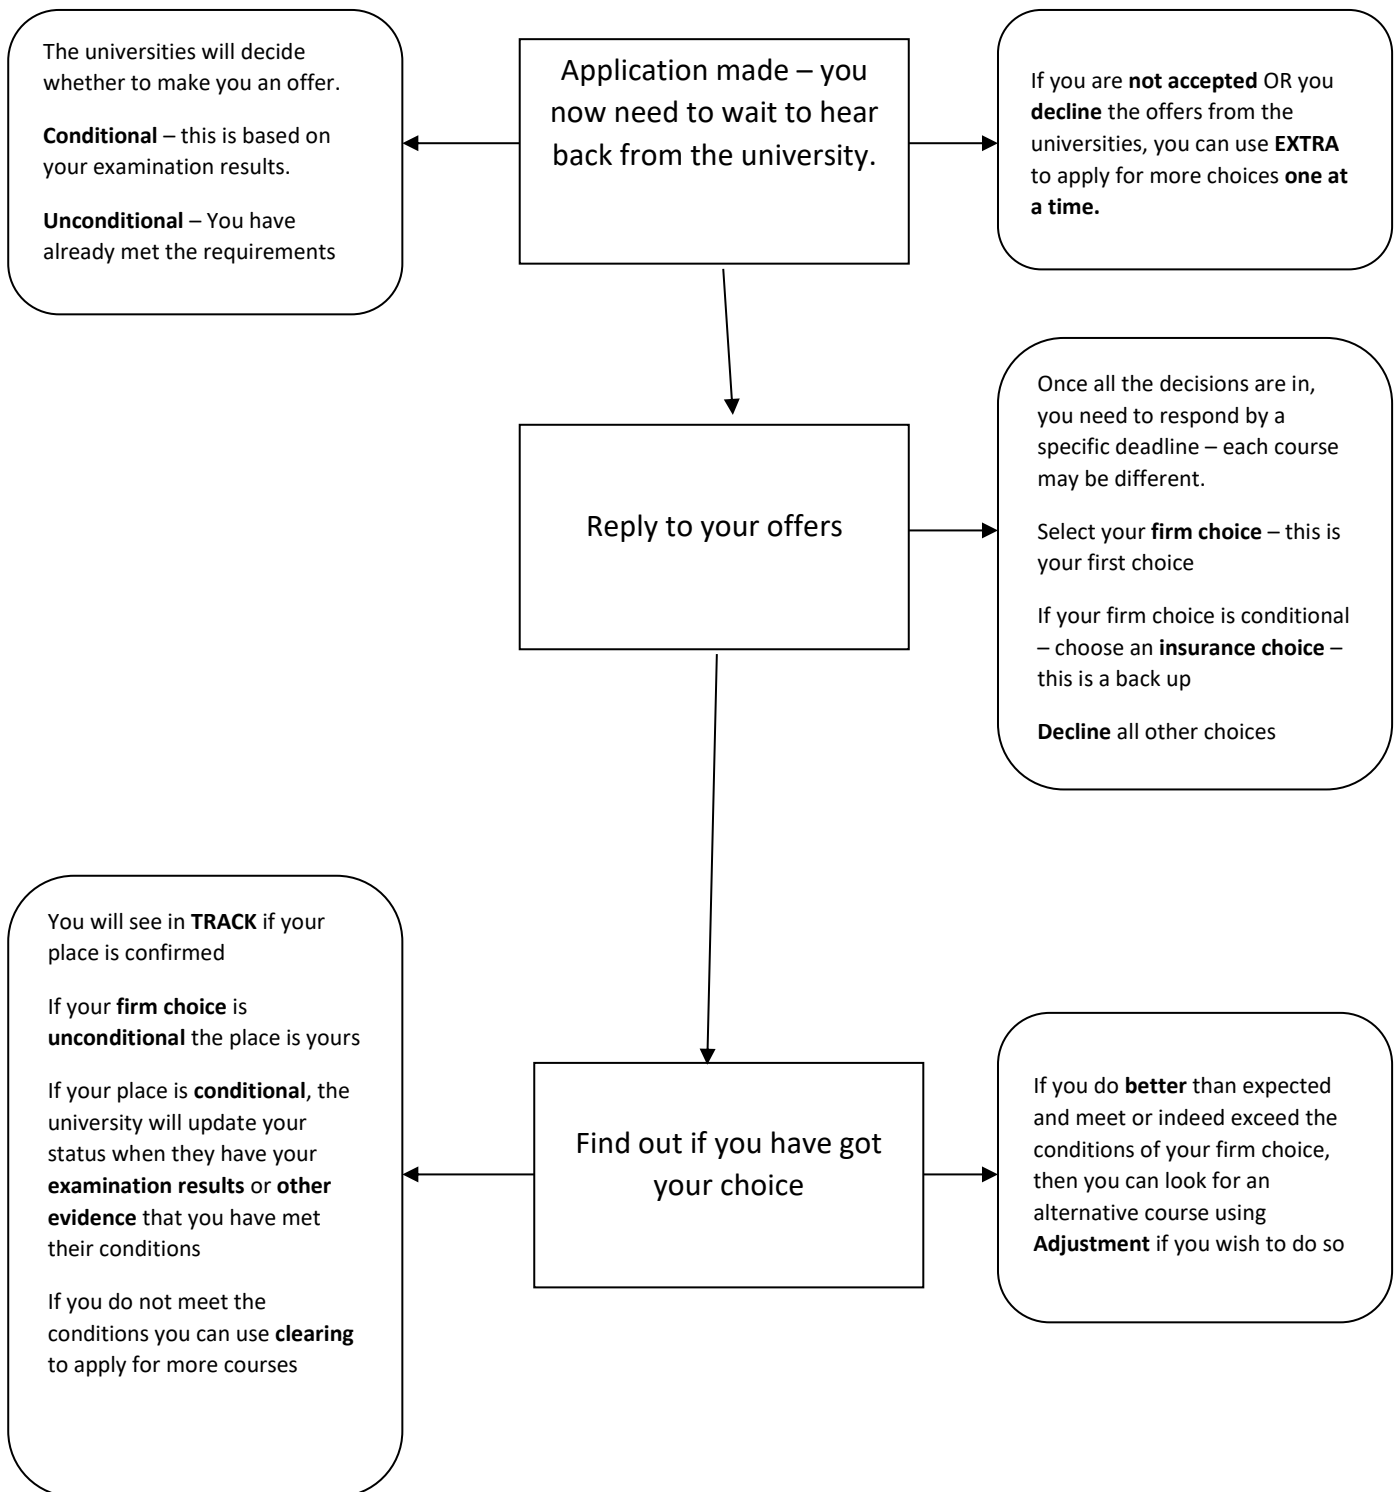 The universities will decide
whether to make you an offer.
Conditional – this is based on
your examination results.
Unconditional – You have
already met the requirements
Application made – you
now need to wait to hear
back from the university.
If you are not accepted OR you
decline the offers from the
universities, you can use EXTRA
to apply for more choices one at
a time.
Reply to your offers
Once all the decisions are in,
you need to respond by a
specific deadline – each course
may be different.
Select your firm choice – this is
your first choice
If your firm choice is conditional
– choose an insurance choice –
this is a back up
Decline all other choices
You will see in TRACK if your
place is confirmed
If your firm choice is
unconditional the place is yours
If your place is conditional, the
university will update your
status when they have your
examination results or other
evidence that you have met
their conditions
If you do not meet the
conditions you can use clearing
to apply for more courses
Find out if you have got
your choice
If you do better than expected
and meet or indeed exceed the
conditions of your firm choice,
then you can look for an
alternative course using
Adjustment if you wish to do so